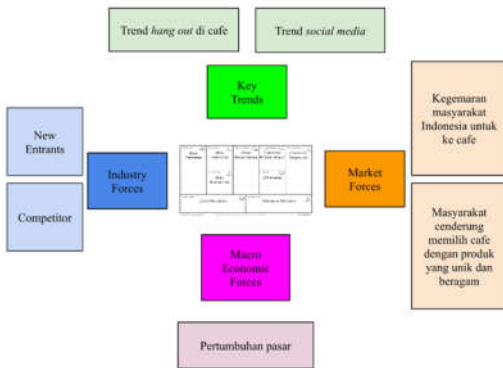 Trend hang out di cafe
Trend social media
Key
Trends
Kegemaran
masyarakat
Indonesia untuk
ke cafe
New
Entrants
Industry
Forces
Market
Forces
Competitor
Masyarakat
cenderung
memilih cafe
dengan produk
yang unik dan
beragam
Macro
Economic
Forces
Pertumbuhan pasar